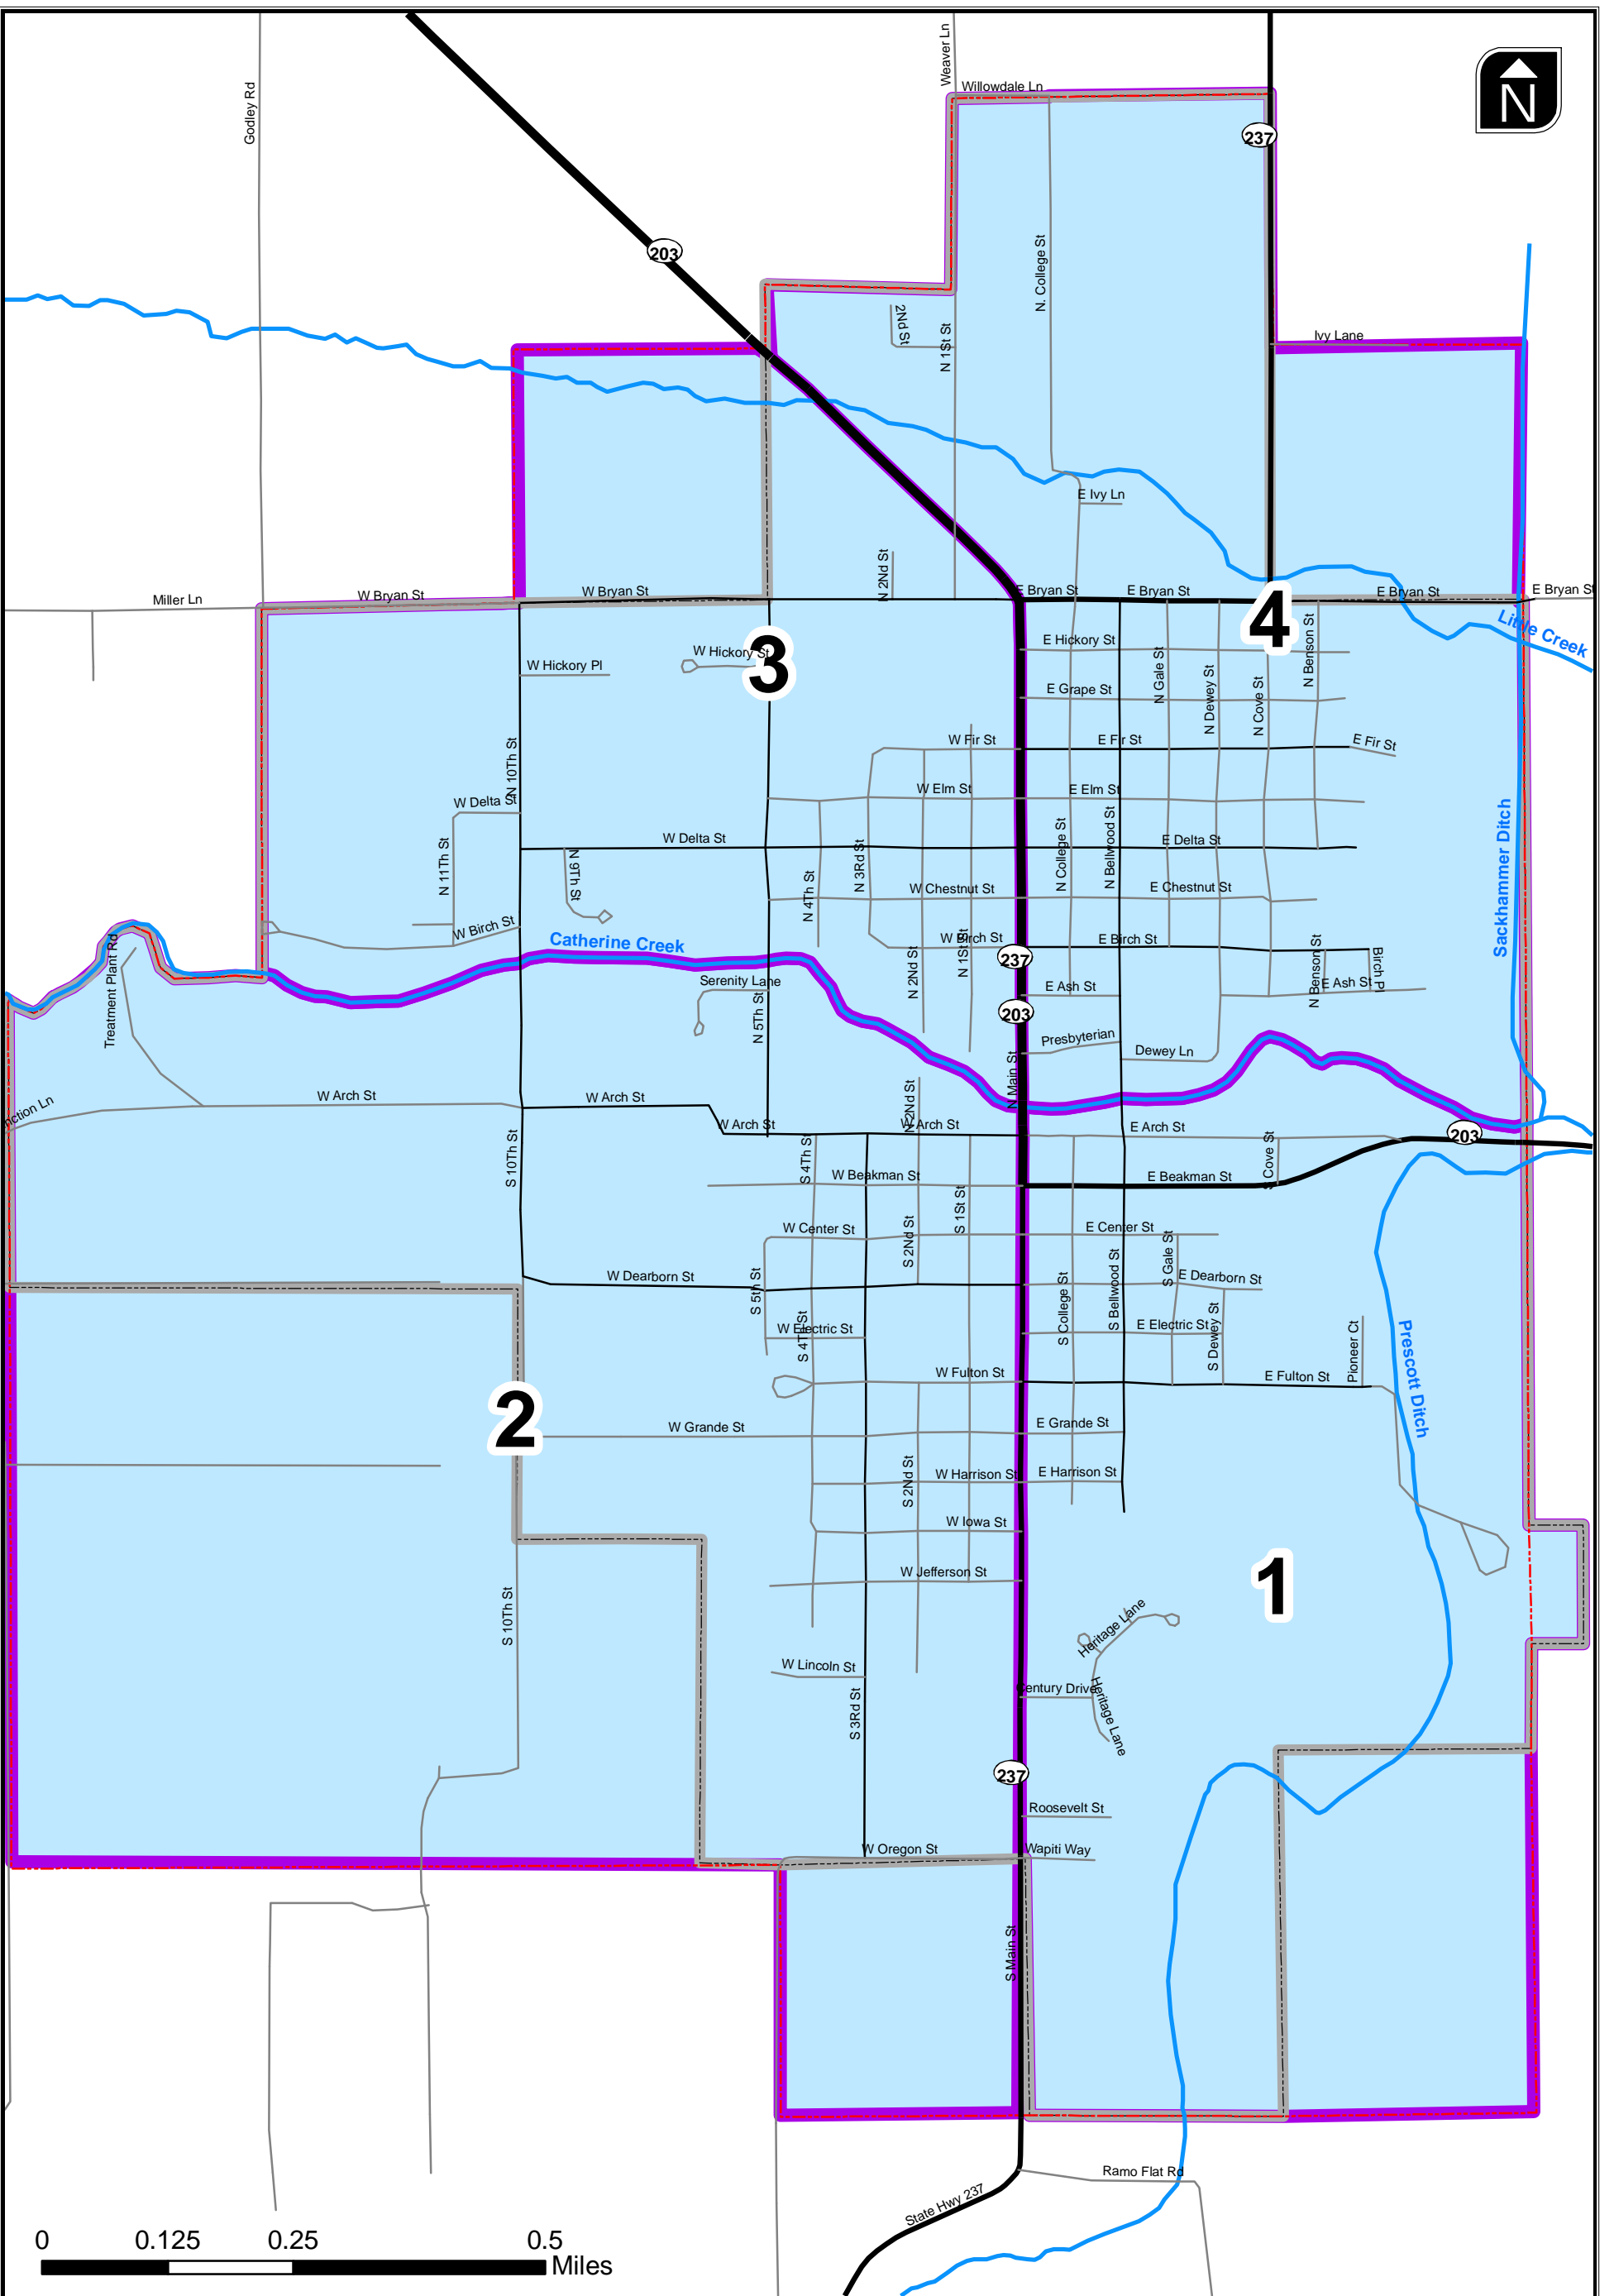 Weaver Ln
Willowdale Ln
Godley Rd
N
237
203
N. College St
2Nd St
N 1St St
Ivy Lane
E Ivy Ln
N 2Nd St
Miller Ln
W Bryan St
W Bryan St
E Bryan St
E Bryan St
E Bryan St
E Bryan St
4
Little Creek
3
W Hickory St
W Hickory Pl
E Hickory St
N Gale St
N Benson St
N Dewey St
N Cove St
E Grape St
N 10Th St
W Fir St
E Fir St
E Fir St
W Elm St
E Elm St
W Delta St
W Delta St
E Delta St
N 11Th St
N 9Th St
N 4Th St
N 3Rd St
N College St
N Bellwood St
Sackhammer Ditch
W Chestnut St
E Chestnut St
W Birch St
W Birch St
E Birch St
Catherine Creek
237
N 2Nd St
N 1St St
N Benson St
Birch Pl
Treatment Plant Rd
Serenity Lane
N 5Th St
E Ash St
E Ash St
203
Presbyterian
Dewey Ln
N Main St
nction Ln
W Arch St
W Arch St
W Arch St
N 2Nd St
W Arch St
E Arch St
203
S 10Th St
S 4Th St
W Beakman St
E Beakman St
S Cove St
S 1St St
W Center St
S 2Nd St
E Center St
S Gale St
W Dearborn St
E Dearborn St
S 5th St
S 4Th St
S College St
S Bellwood St
W Electric St
E Electric St
S Dewey St
Pioneer Ct
Prescott Ditch
W Fulton St
E Fulton St
2
W Grande St
E Grande St
S 2Nd St
W Harrison St
E Harrison St
W Iowa St
W Jefferson St
1
S 10Th St
Heritage Lane
W Lincoln St
Century Drive
Heritage Lane
S 3Rd St
237
Roosevelt St
W Oregon St
Wapiti Way
S Main St
Ramo Flat Rd
State Hwy 237
0 0.125 0.25 0.5
Miles